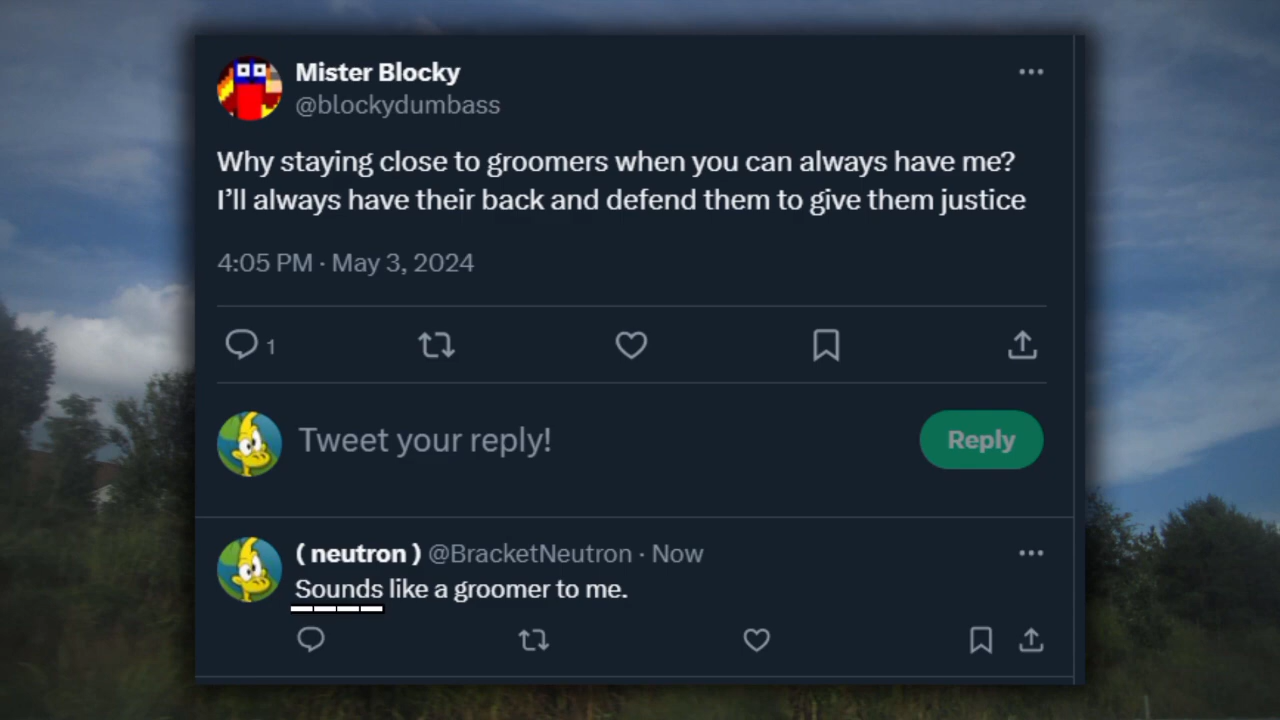 Mister Blocky
@blockydumbass
Why staying close to groomers when you can always have me?
I'll always have their back and defend them to give them justice
4:05 PM · May 3, 2024
1
Tweet your reply!
Reply
( neutron ) @BracketNeutron · Now
Sounds like a groomer to me.